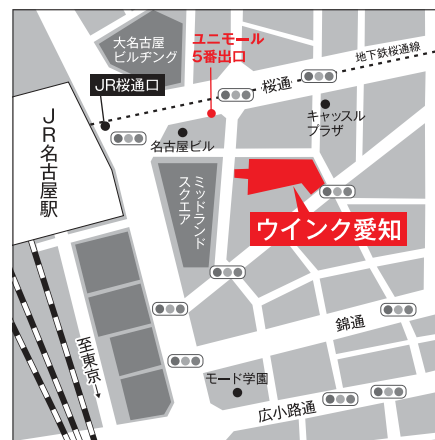 大名古屋
ビルヂング
ユニモール
5番出口
地下鉄桜通線
桜通
JR桜通口
キャッスル
プラザ
名古屋ビル
JR名古屋駅
ミッドランド
スクエア
ウインク愛知
錦通
至東京
モード学園
広小路通